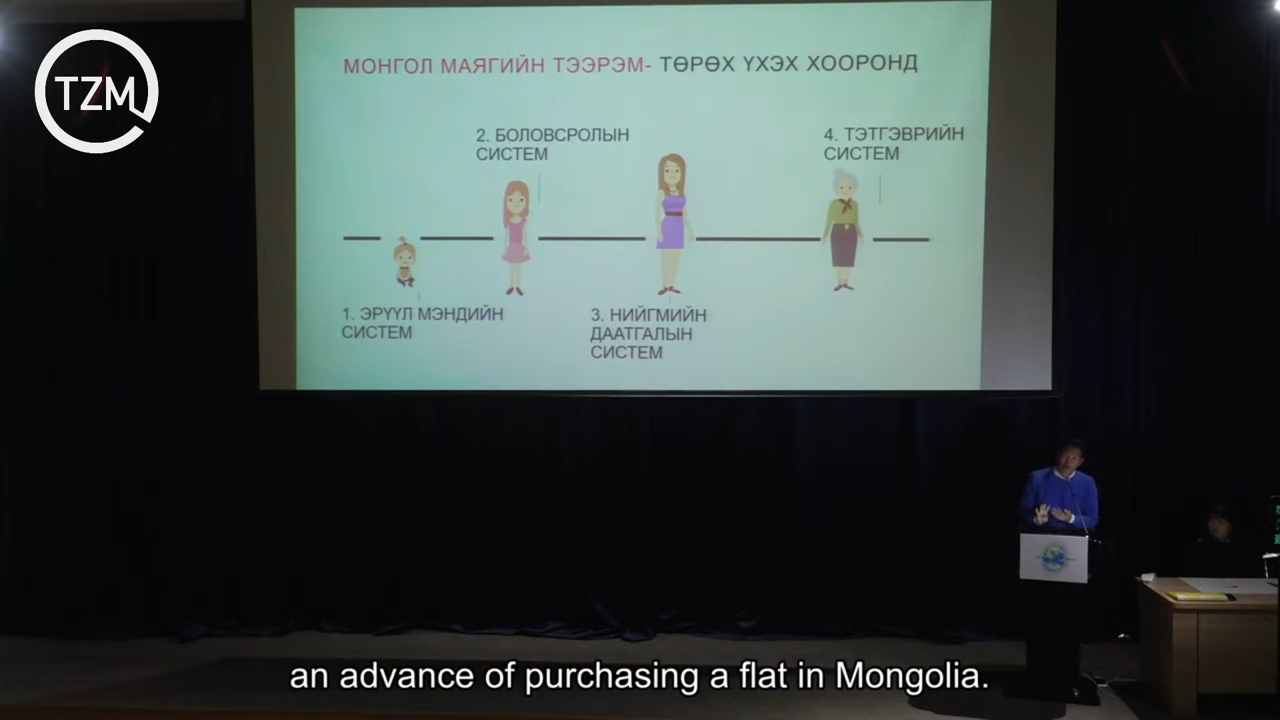 TZM
МОНГОЛ МАЯГИЙН ТЭЭРЭМ- ТӨРӨХ ҮХЭХ ХООРОНД
2. БОЛОВСРОЛЫН
СИСТЕМ
4. ТЭТГЭВРИЙН
СИСТЕМ
1. ЭРҮҮЛ МЭНДИЙН
СИСТЕМ
3. НИЙГМИЙН
ДААТГАЛЫН
СИСТЕМ
an advance of purchasing a flat in Mongolia.